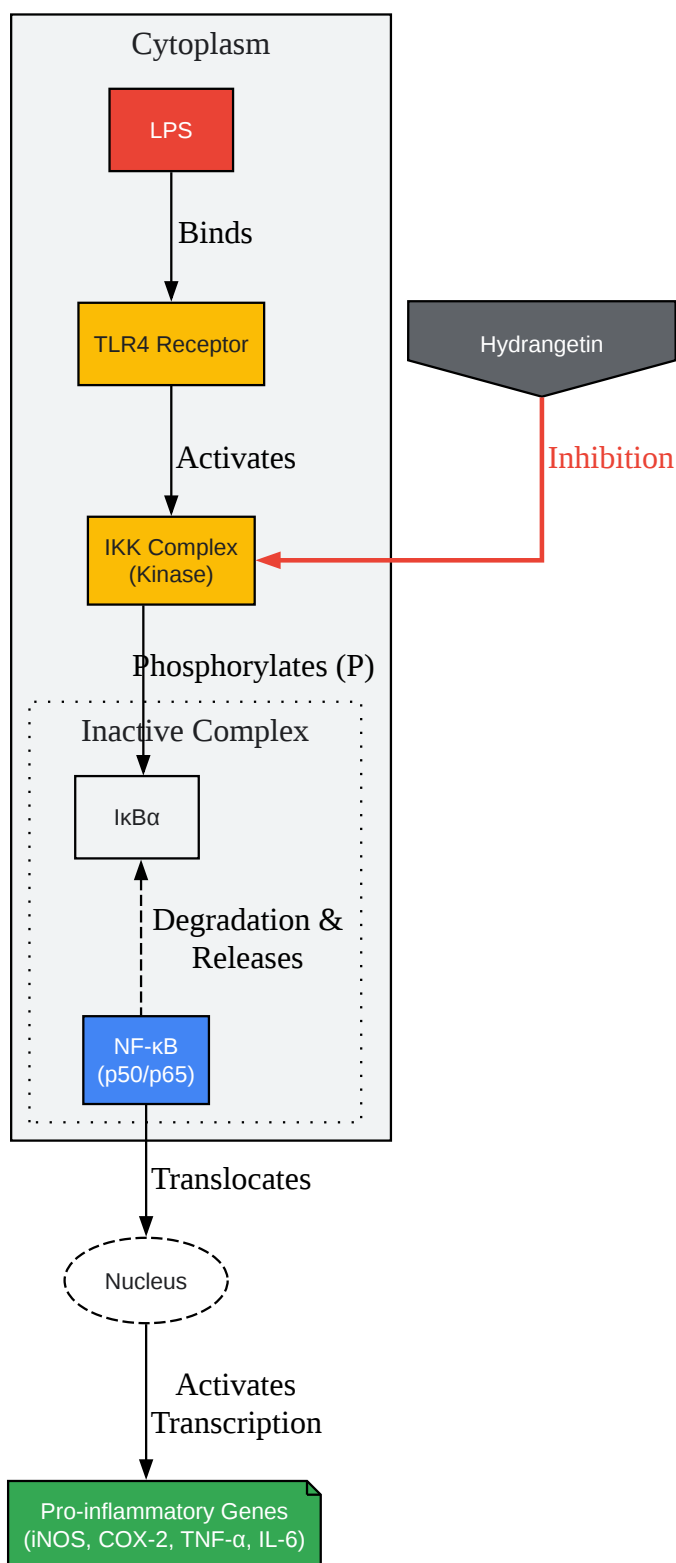 Cytoplasm
LPS
Binds
TLR4 Receptor
Hydrangetin
Activates
Inhibition
IKK Complex
(Kinase)
Phosphorylates (P)
Inactive Complex
IκBα
Degradation &
Releases
NF-κB
(p50/p65)
Translocates
Nucleus
Activates
Transcription
Pro-inflammatory Genes
(iNOS, COX-2, TNF-α, IL-6)